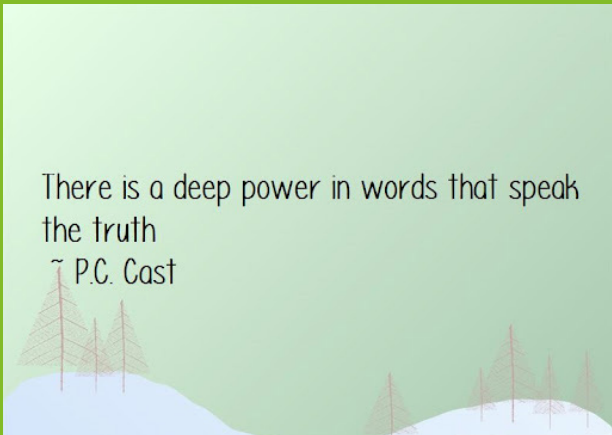 There is a deep power in words that speak
the truth
~ P.C. Cast